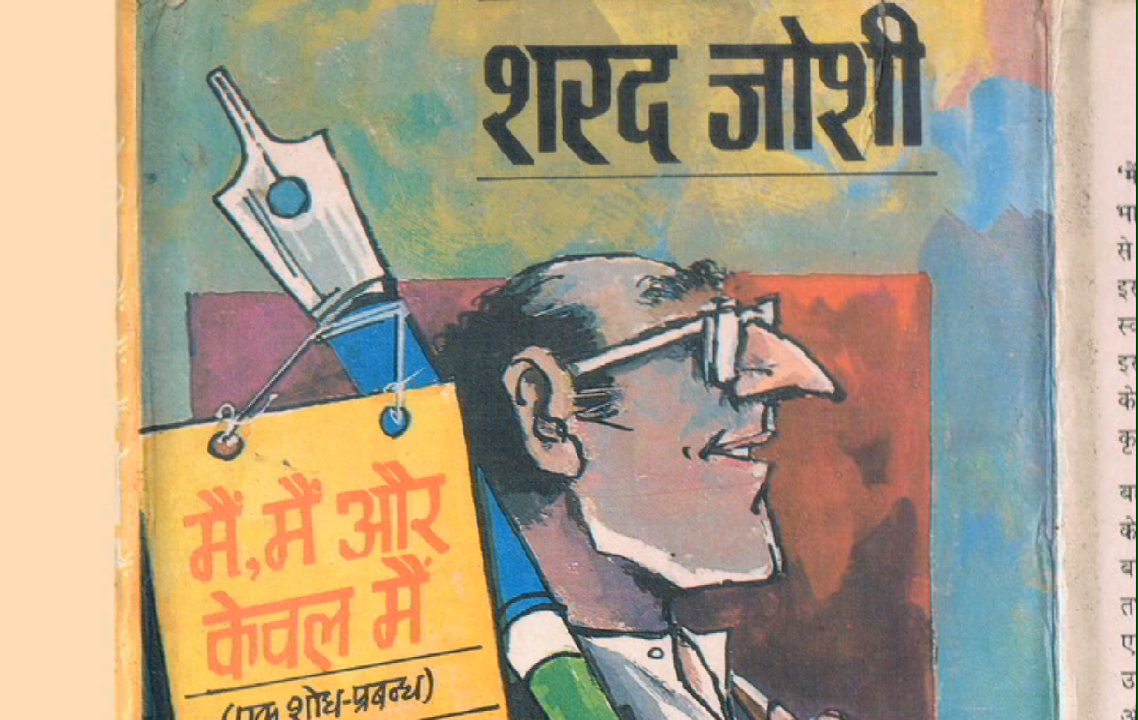 शरद जोशी
मैं, मैं और
केवल मैं
(एक शोध-प्रबन्ध)
से
के
कृ
बा
के
ब
ए
उ